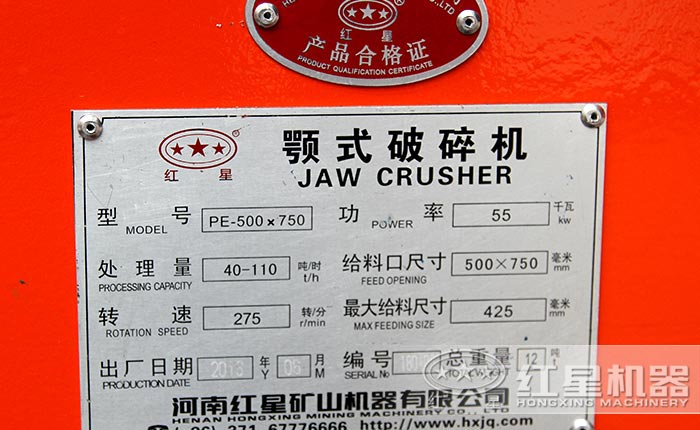 红星
产品合格证
PRODUCT QUALIFICATION CERTIFICATE
红星
颚式破碎机
JAW CRUSHER
型号 MODEL PE-500×750 功率 POWER 55 千瓦 kw
处理量 PROCESSING CAPACITY 40-110 吨/时 t/h 给料口尺寸 FEED OPENING 500×750 毫米 mm
转速 ROTATION SPEED 275 转/分 r/min 最大给料尺寸 MAX FEEDING SIZE 425 毫米 mm
出厂日期 PRODUCTION DATE 2013 年 Y 06 月 M 编号 SERIAL No 总重量 12 吨 t
河南红星矿山机器有限公司
HENAN HONGXING MINING MACHINERY CO.,LTD
371-67776666 http://www.hxjq.com
红星机器
HONGXING MACHINERY